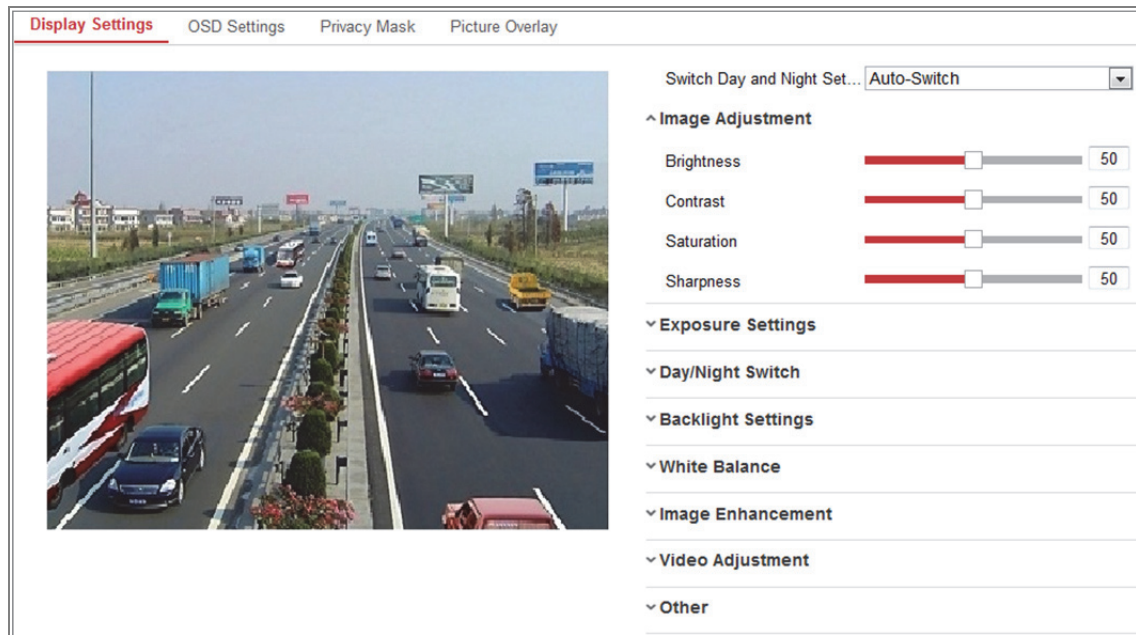 Display Settings OSD Settings Privacy Mask Picture Overlay
Switch Day and Night Set... Auto-Switch
Image Adjustment
Brightness 50
Contrast 50
Saturation 50
Sharpness 50
Exposure Settings
Day/Night Switch
Backlight Settings
White Balance
Image Enhancement
Video Adjustment
Other